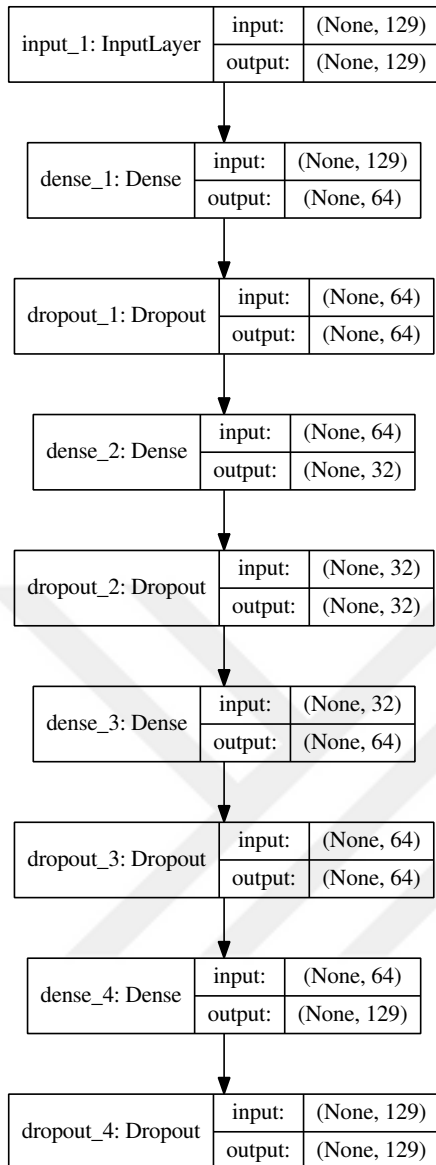 input_1: InputLayer
input: (None, 129)
output: (None, 129)
dense_1: Dense
input: (None, 129)
output: (None, 64)
dropout_1: Dropout
input: (None, 64)
output: (None, 64)
dense_2: Dense
input: (None, 64)
output: (None, 32)
dropout_2: Dropout
input: (None, 32)
output: (None, 32)
dense_3: Dense
input: (None, 32)
output: (None, 64)
dropout_3: Dropout
input: (None, 64)
output: (None, 64)
dense_4: Dense
input: (None, 64)
output: (None, 129)
dropout_4: Dropout
input: (None, 129)
output: (None, 129)